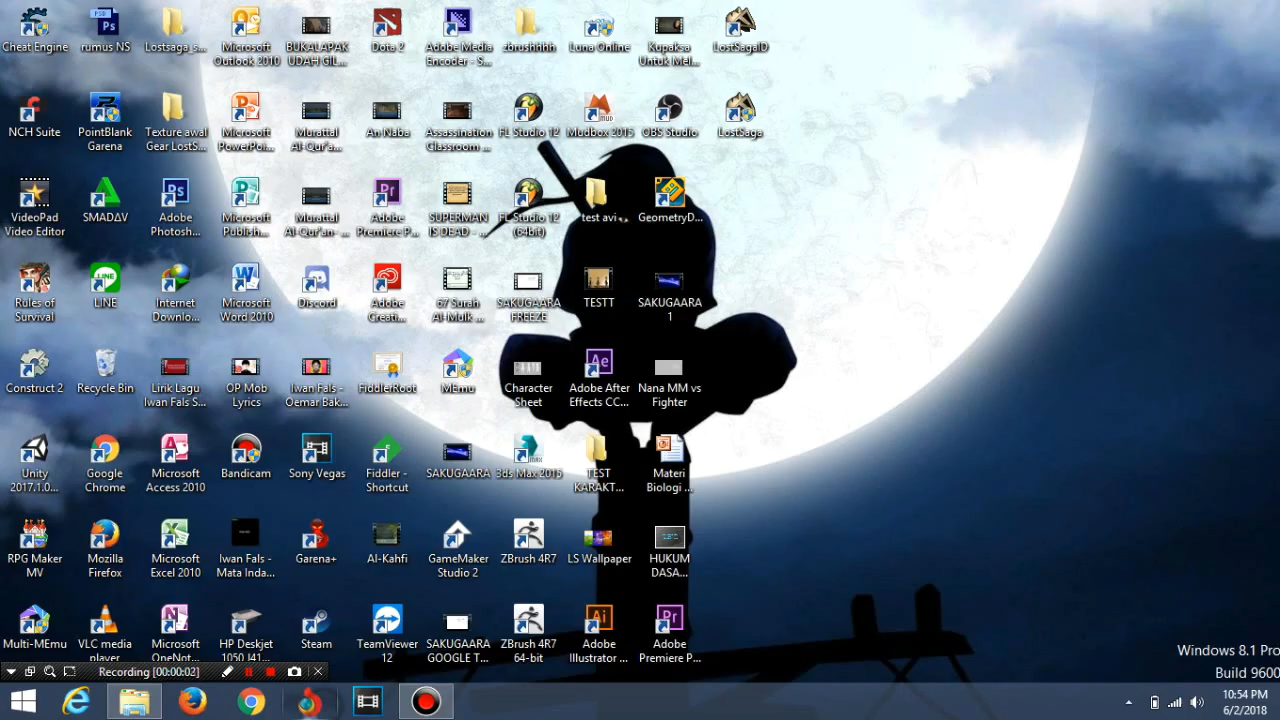 Cheat Engine
rumus NS
Lostsaga_s...
Microsoft
Outlook 2010
BUKALAPAK
UDAH GIL...
Dota 2
Adobe Media
Encoder - S...
zbrushhhh
Luna Online
Kupaksa
Untuk Mel...
LostSagaID
NCH Suite
PointBlank
Garena
Texture awal
Gear LostS...
Microsoft
PowerPoi...
Murattal
Al-Qur'a...
An Naba
Assassination
Classroom ...
FL Studio 12
Mudbox 2015
OBS Studio
LostSaga
VideoPad
Video Editor
SMADΔV
Adobe
Photosh...
Microsoft
Publish...
Murattal
Al-Qur'an- ...
Adobe
Premiere P...
SUPERMAN
IS DEAD - ...
FL Studio 12
(64bit)
test avi
GeometryD...
Rules of
Survival
LINE
Internet
Downlo...
Microsoft
Word 2010
Discord
Adobe
Creati...
67 Surah
Al-Mulk ...
SAKUGAARA
FREEZE
TESTT
SAKUGAARA
1
Construct 2
Recycle Bin
Link Lagu
Iwan Fals S...
OP Mob
Lyrics
Iwan Fals -
Oemar Bak...
FiddlerRoot
MEmu
Character
Sheet
Adobe After
Effects CC...
Nana MM vs
Fighter
Unity
2017.1.0...
Google
Chrome
Microsoft
Access 2010
Bandicam
Sony Vegas
Fiddler -
Shortcut
SAKUGAARA
3ds Max 2015
TEST
KARAKT...
Materi
Biologi ...
RPG Maker
MV
Mozilla
Firefox
Microsoft
Excel 2010
Iwan Fals -
Mata Inda...
Garena+
Al-Kahfi
GameMaker
Studio 2
ZBrush 4R7
LS Wallpaper
HUKUM
DASA...
Multi-MEmu
VLC media
player
Microsoft
OneNot...
HP Deskjet
1050 J41...
Steam
TeamViewer
12
SAKUGAARA
GOOGLE T...
ZBrush 4R7
64-bit
Adobe
Illustrator ...
Adobe
Premiere P...
Windows 8.1 Pro
Build 9600
Recording [00:00:02]
10:54 PM
6/2/2018